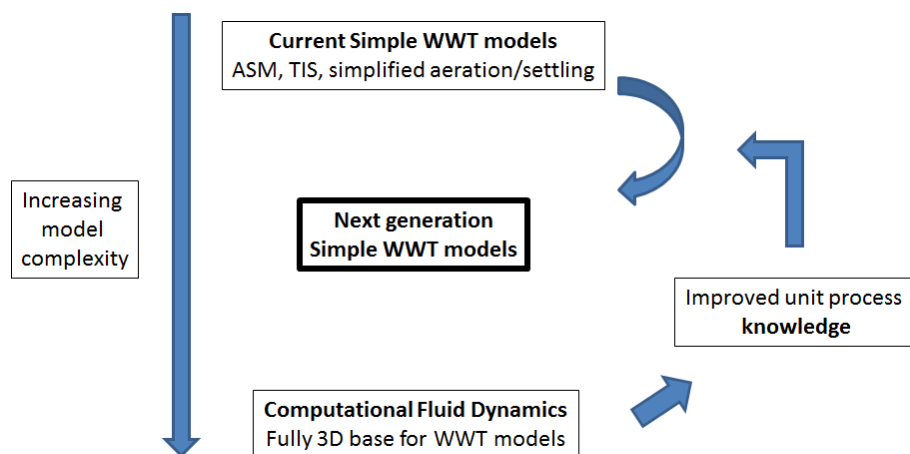 Current Simple WWT models
ASM, TIS, simplified aeration/settling
Increasing
model
complexity
Next generation
Simple WWT models
Improved unit process
knowledge
Computational Fluid Dynamics
Fully 3D base for WWT models